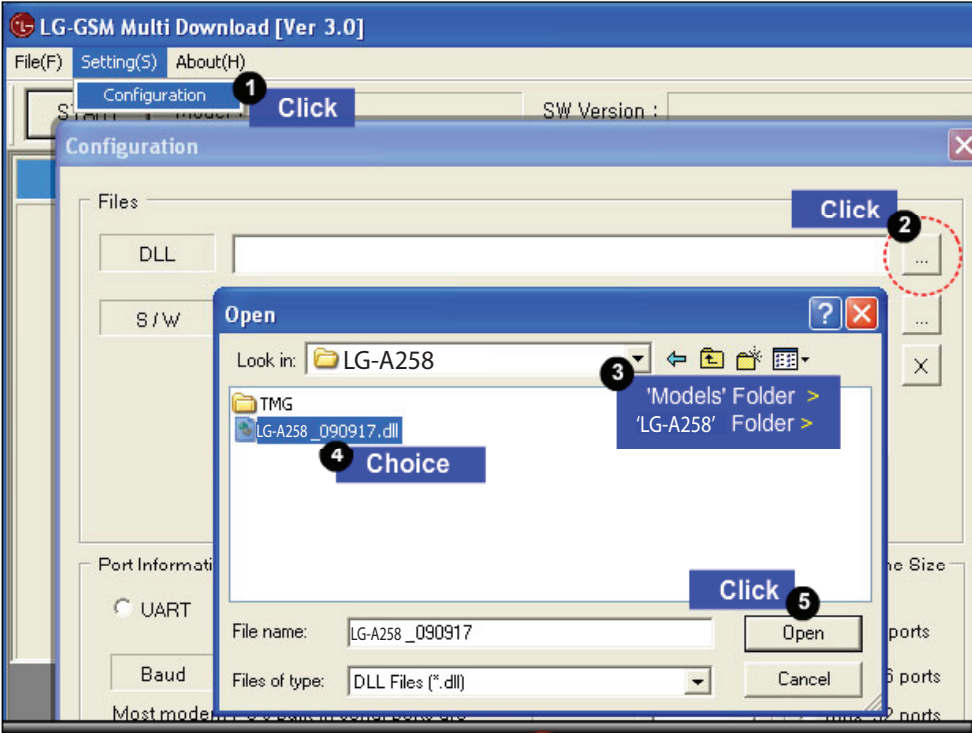 LG-GSM Multi Download [Ver 3.0]
File(F) Setting(S) About(H)
Configuration 1 Click
START Model : SW Version :
Configuration
Files
Click 2
DLL ...
S/W ...
Open
Look in: LG-A258
3
X
'Models' Folder >
‘LG-A258’ Folder >
TMG
LG-A258 _090917.dll
4 Choice
Port Informati
Click 5
UART
File name: LG-A258 _090917 Open ports
Baud Files of type: DLL Files (*.dll) Cancel ports